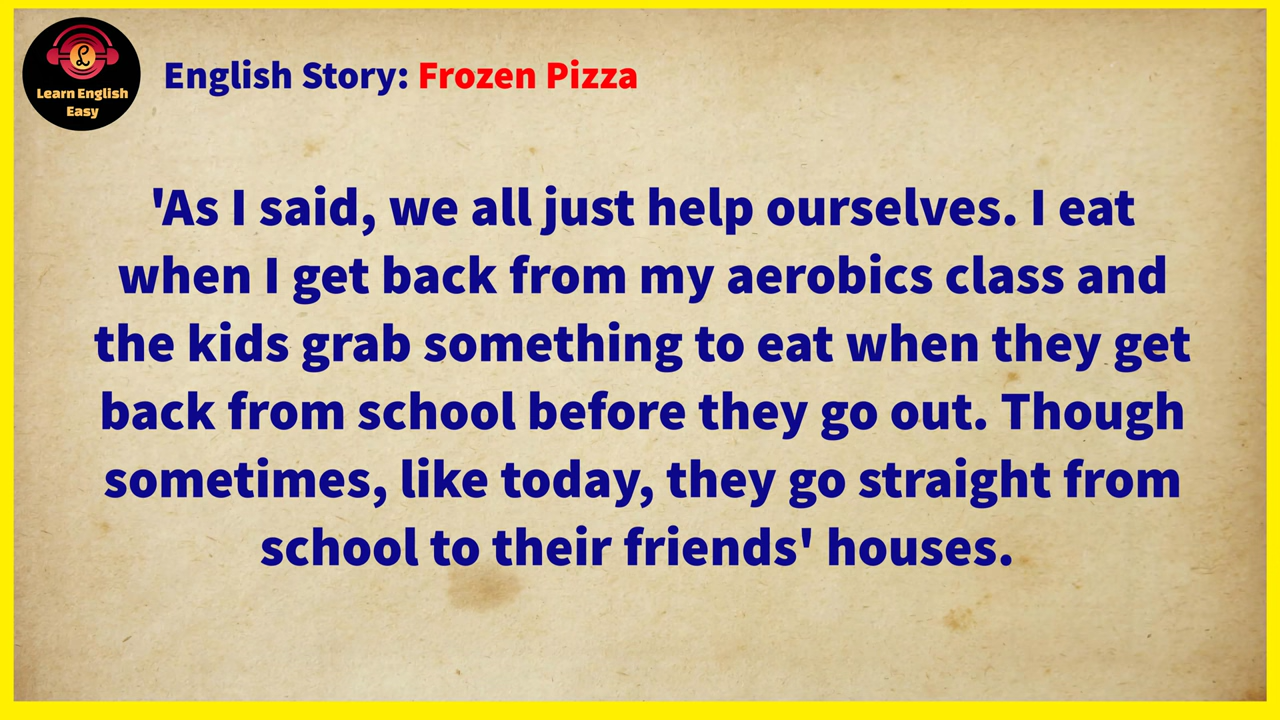 Learn English
Easy
English Story: Frozen Pizza
'As I said, we all just help ourselves. I eat
when I get back from my aerobics class and
the kids grab something to eat when they get
back from school before they go out. Though
sometimes, like today, they go straight from
school to their friends' houses.